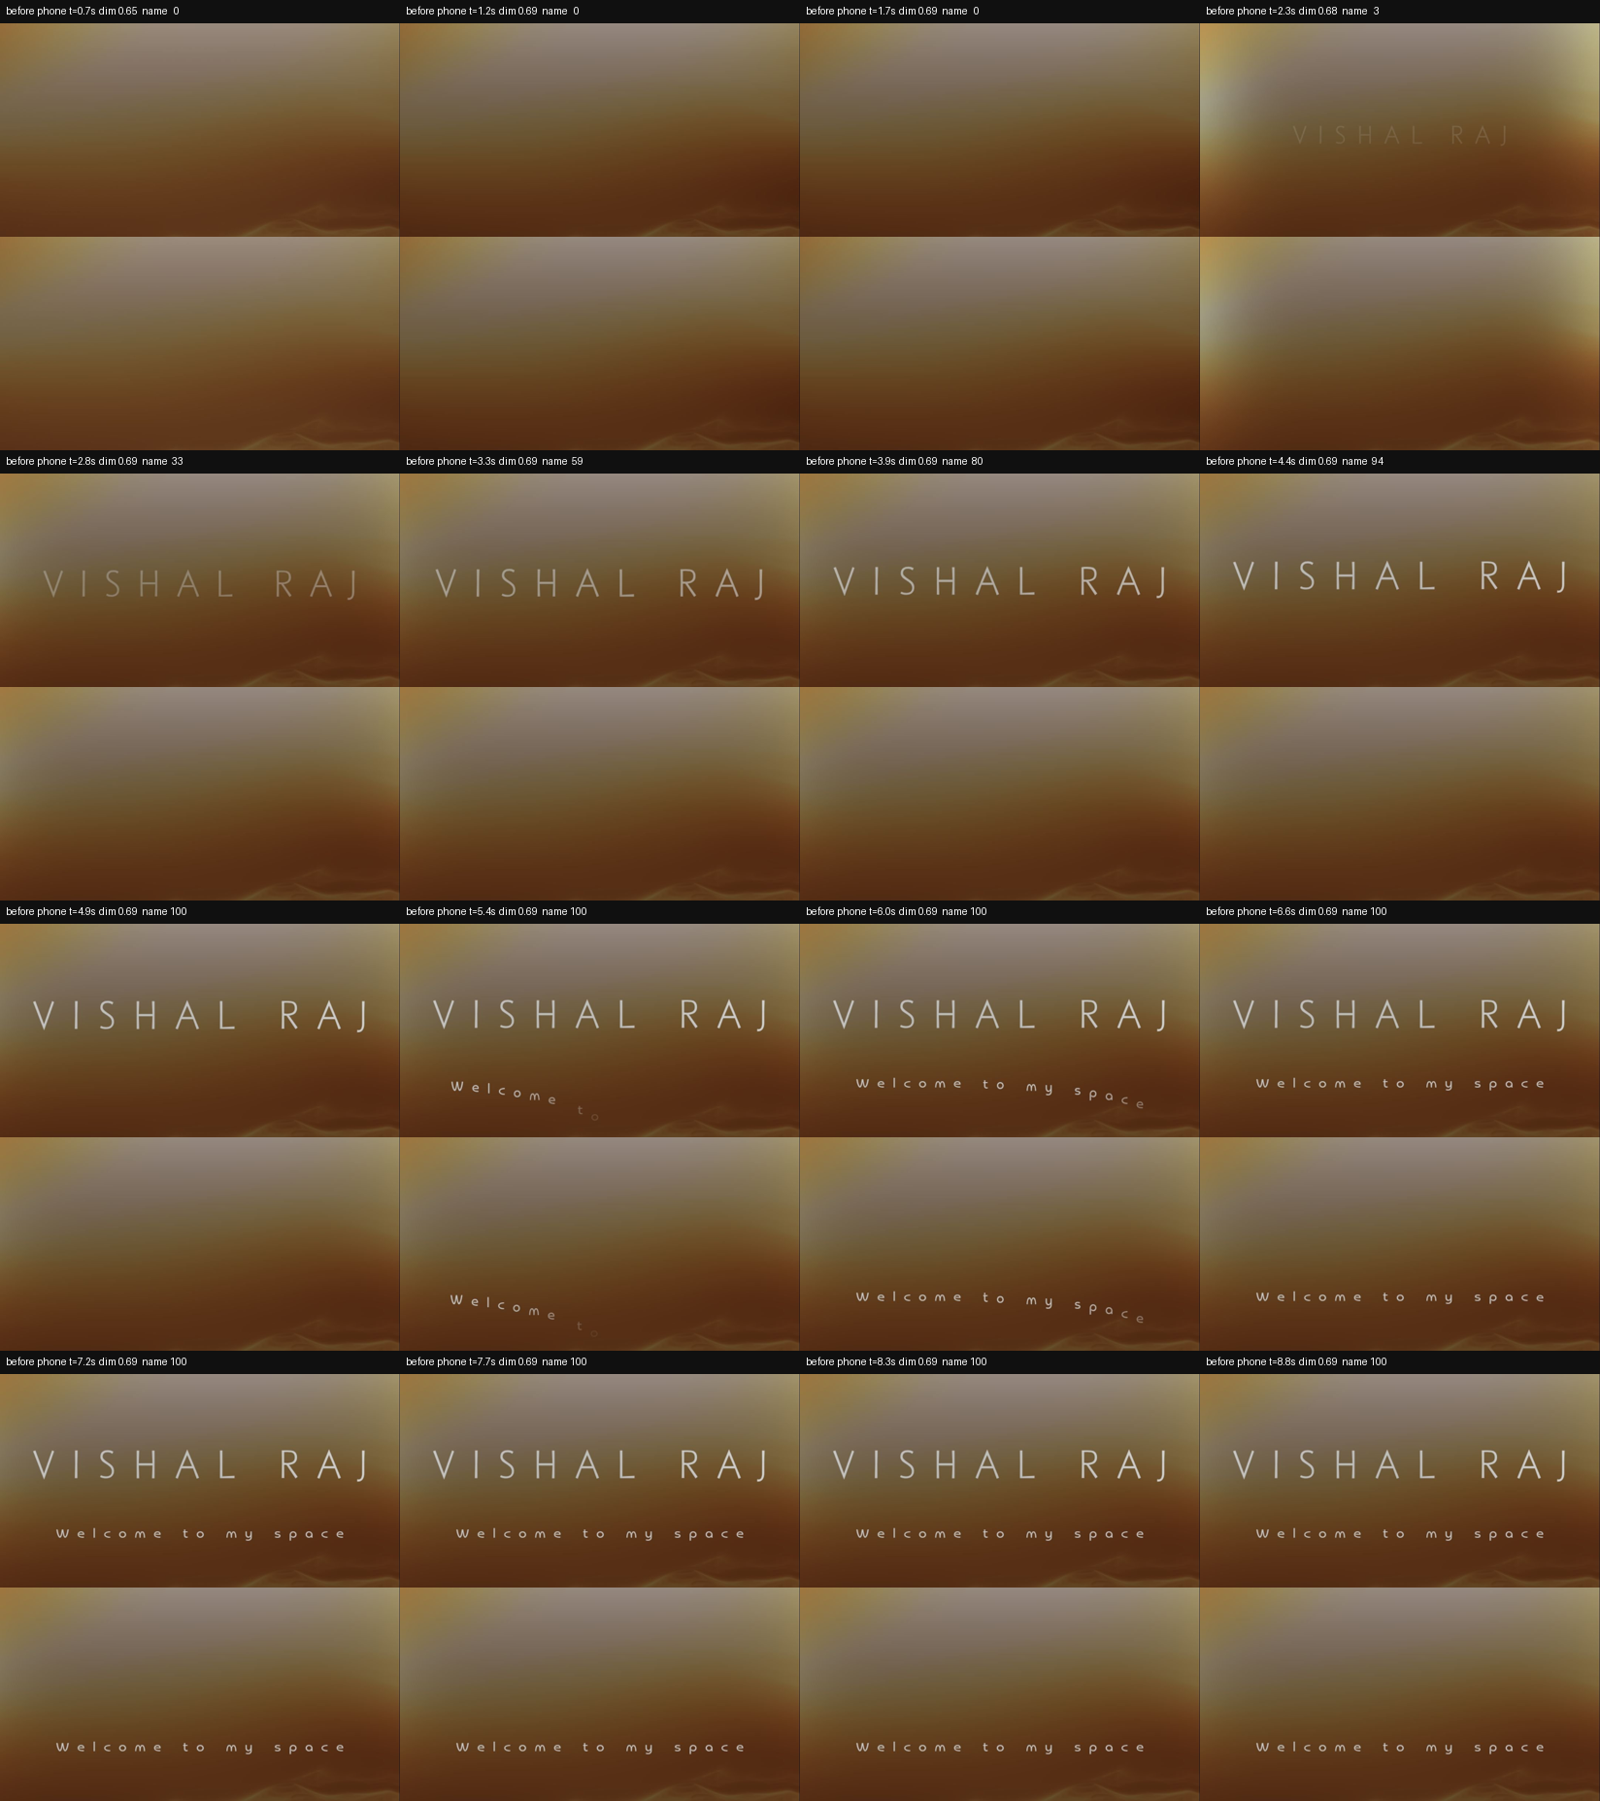 before phone t=0.7s dim 0.65 name 0
before phone t=1.2s dim 0.69 name 0
before phone t=1.7s dim 0.69 name 0
before phone t=2.3s dim 0.68 name 3
VISHAL RAJ
before phone t=2.8s dim 0.69 name 33
before phone t=3.3s dim 0.69 name 59
before phone t=3.9s dim 0.69 name 80
before phone t=4.4s dim 0.69 name 94
VISHAL RAJ
VISHAL RAJ
VISHAL RAJ
VISHAL RAJ
before phone t=4.9s dim 0.69 name 100
before phone t=5.4s dim 0.69 name 100
before phone t=6.0s dim 0.69 name 100
before phone t=6.6s dim 0.69 name 100
VISHAL RAJ
VISHAL RAJ
VISHAL RAJ
VISHAL RAJ
Welcome to
Welcome to my space
Welcome to my space
Welcome to
Welcome to my space
Welcome to my space
before phone t=7.2s dim 0.69 name 100
before phone t=7.7s dim 0.69 name 100
before phone t=8.3s dim 0.69 name 100
before phone t=8.8s dim 0.69 name 100
VISHAL RAJ
VISHAL RAJ
VISHAL RAJ
VISHAL RAJ
Welcome to my space
Welcome to my space
Welcome to my space
Welcome to my space
Welcome to my space
Welcome to my space
Welcome to my space
Welcome to my space